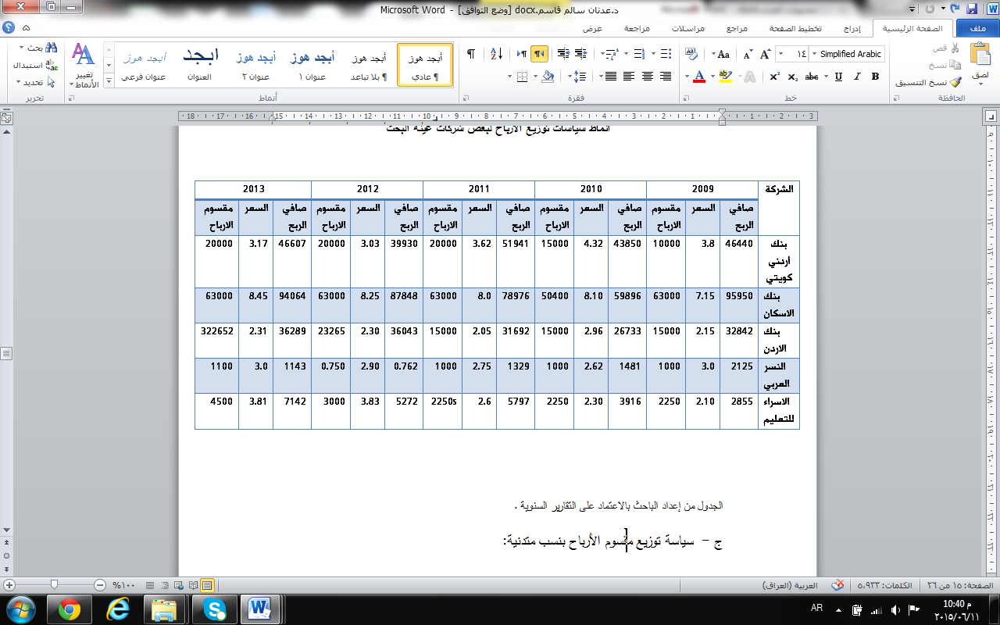 د.عدنان سالم قاسم.docx [وضع التوافق] - Microsoft Word
ملف الصفحة الرئيسية إدراج تخطيط الصفحة مراجع مراسلات مراجعة عرض
لصق
قص
نسخ
نسخ التنسيق
الحافظة
Simplified Arabic ١٤
خط
فقرة
أبجد هوز أبجد هوز أبجد هوز أبجد هوز أبجد أبجد هوز
¶ عادي ¶ بلا تباعد عنوان ١ عنوان ٢ العنوان عنوان فرعي
أنماط
تغيير الأنماط
بحث
استبدال
تحديد
تحرير
انماط سياسات توزيع الارباح لبعض شركات عينة البحث
الشركة 2009 2010 2011 2012 2013
صافي الربح السعر مقسوم الارباح صافي الربح السعر مقسوم الارباح صافي الربح السعر مقسوم الارباح صافي الربح السعر مقسوم الارباح صافي الربح السعر مقسوم الارباح
بنك أردني كويتي 46440 3.8 10000 43850 4.32 15000 51941 3.62 20000 39930 3.03 20000 46607 3.17 20000
بنك الاسكان 95950 7.15 63000 59896 8.10 50400 78976 8.0 63000 87848 8.25 63000 94064 8.45 63000
بنك الاردن 32842 2.15 15000 26733 2.96 15000 31692 2.05 15000 36043 2.30 23265 36289 2.31 322652
النسر العربي 2125 3.0 1000 1481 2.62 1000 1329 2.75 1000 0.762 2.90 0.750 1143 3.0 1100
الاسراء للتعليم 2855 2.10 2250 3916 2.30 2250 5797 2.6 2250s 5272 3.83 3000 7142 3.81 4500
الجدول من إعداد الباحث بالاعتماد على التقارير السنوية .
ج – سياسة توزيع مقسوم الأرباح بنسب متدنية:
الصفحة: ١٥ من ٢٦ الكلمات: ٥،٩٣٣ العربية (العراق) ١٠٠%
AR
10:40 م
٢٠١٥/٠٦/١١